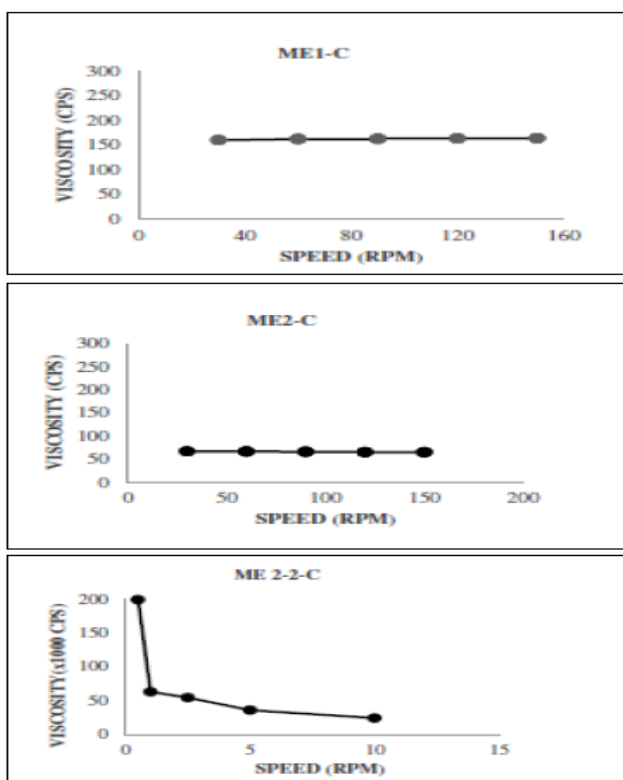 ME1-C
VISCOSITY (CPS)
300
250
200
150
100
50
0
0 40 80 120 160
SPEED (RPM)
ME2-C
VISCOSITY (CPS)
300
250
200
150
100
50
0
0 50 100 150 200
SPEED (RPM)
ME 2-2-C
VISCOSITY(x1000 CPS)
200
150
100
50
0
0 5 10 15
SPEED (RPM)